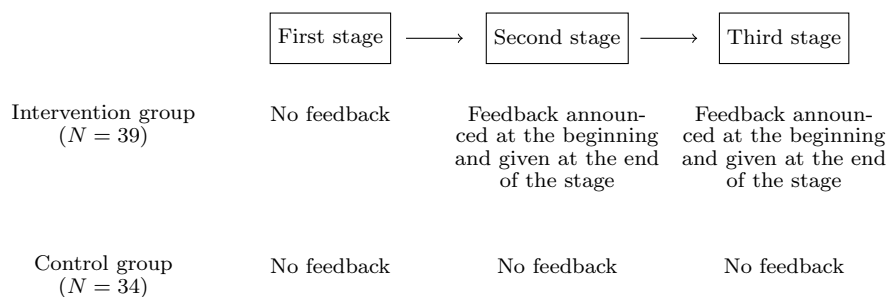 First stage
Second stage
Third stage
Intervention group
(N = 39)
No feedback
Feedback announ-
ced at the beginning
and given at the end
of the stage
Feedback announ-
ced at the beginning
and given at the end
of the stage
Control group
(N = 34)
No feedback
No feedback
No feedback